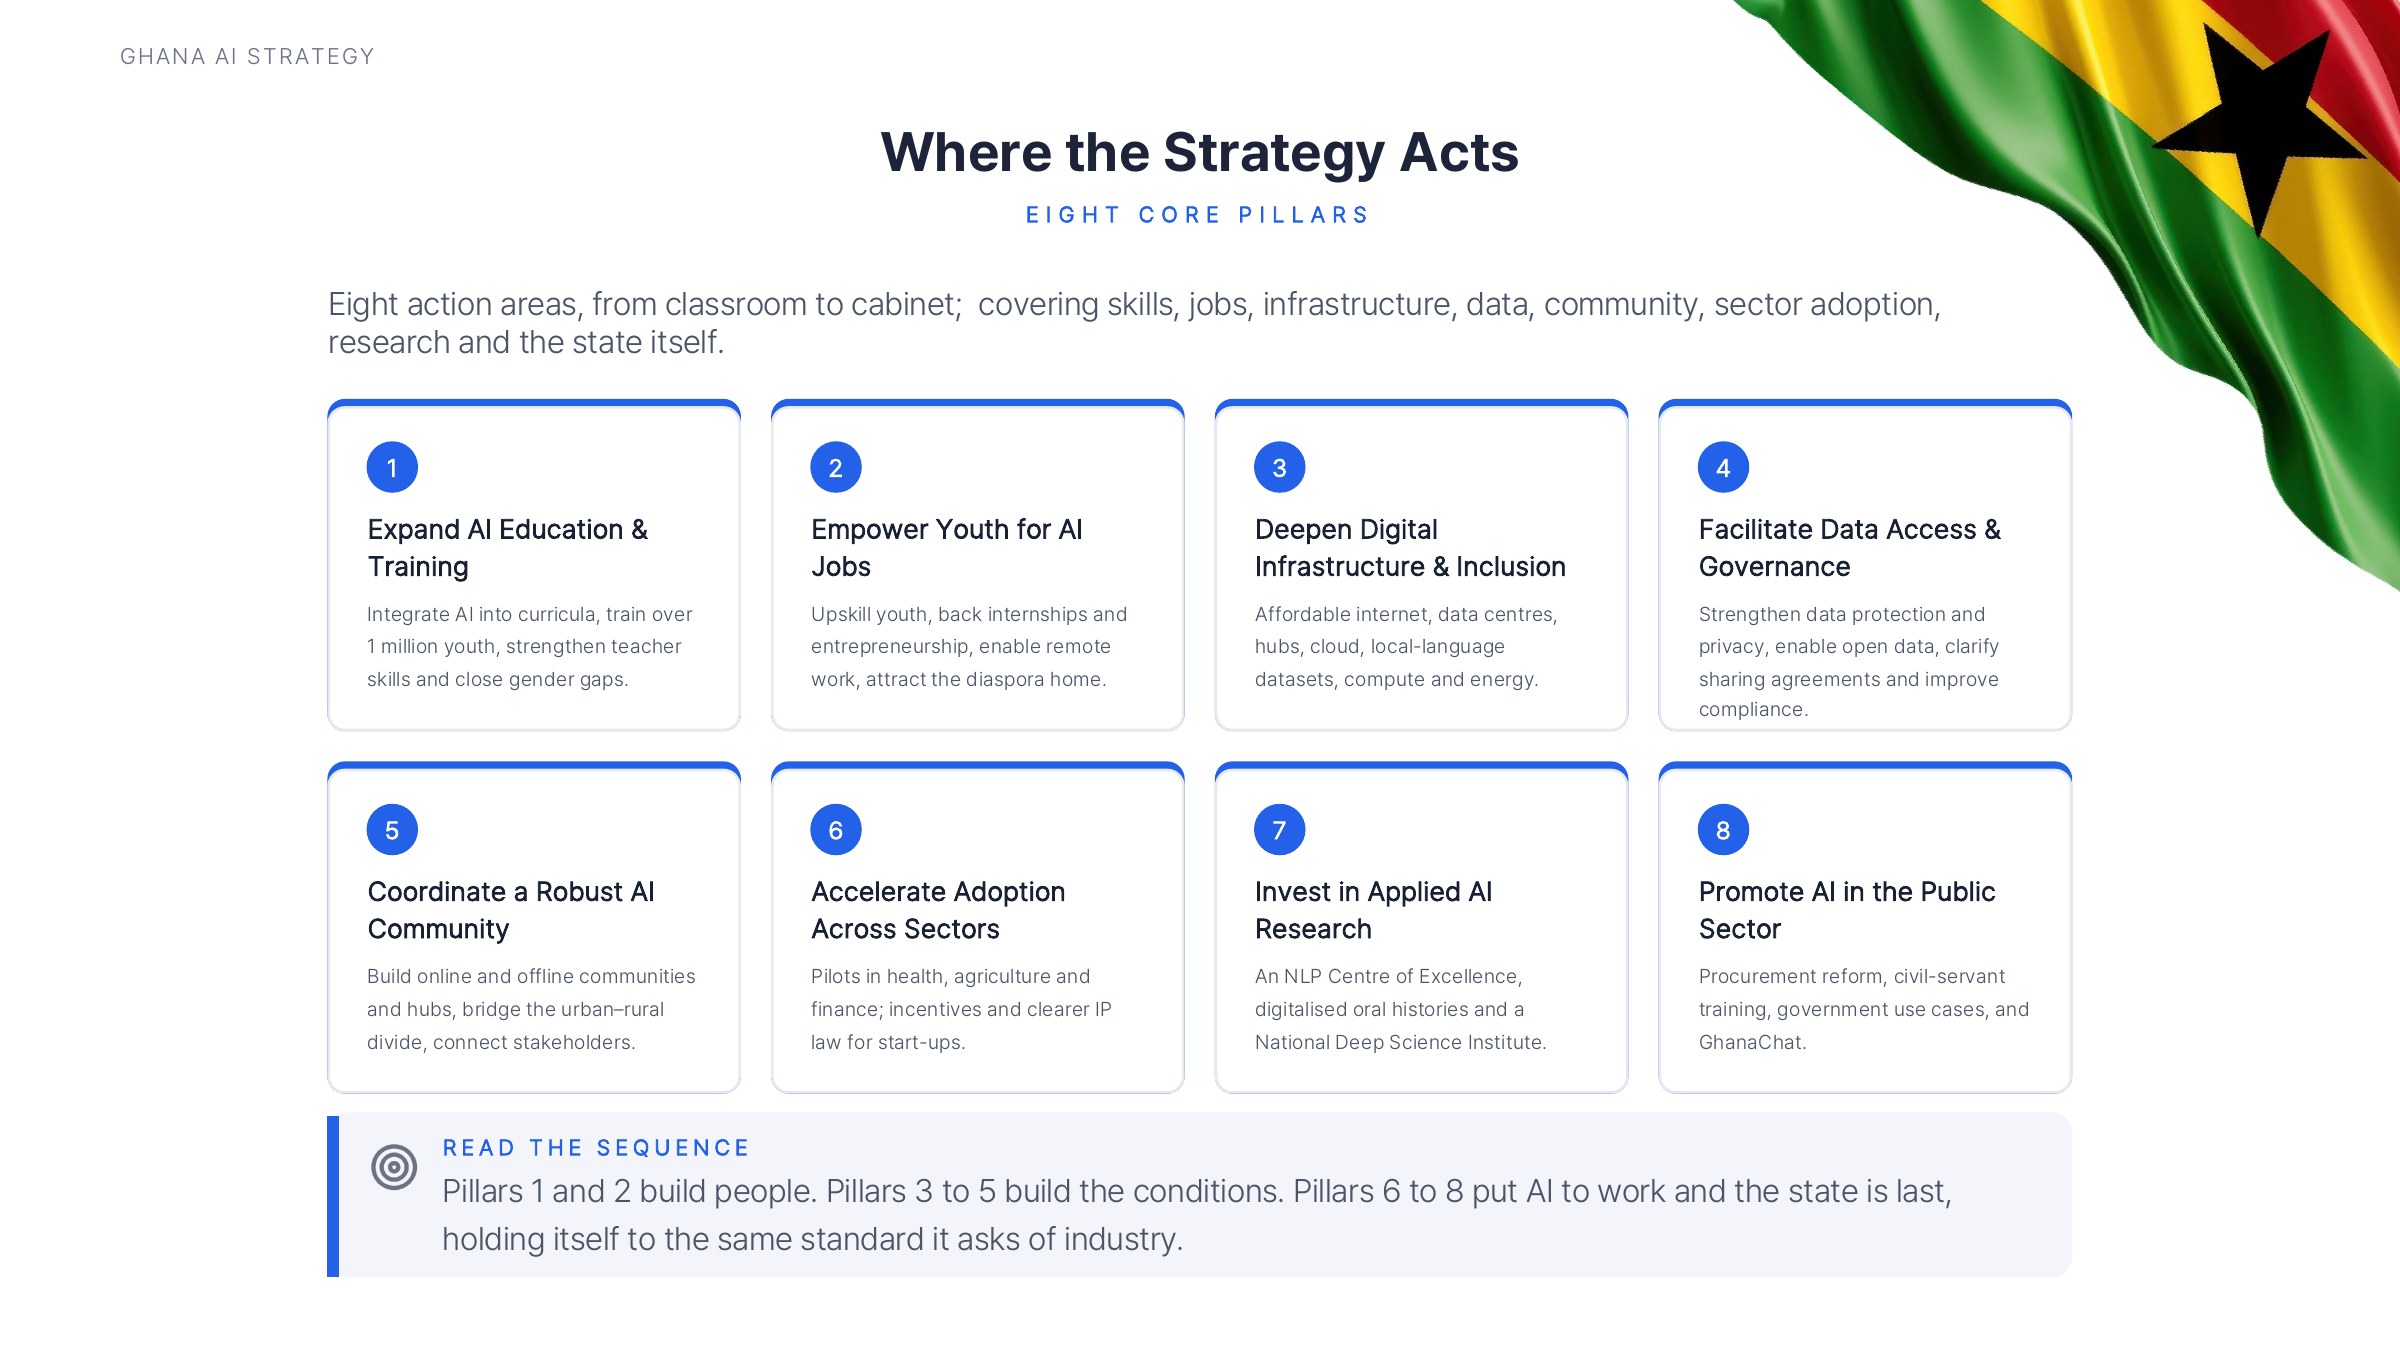 GHANA AI STRATEGY
Where the Strategy Acts
EIGHT CORE PILLARS
Eight action areas, from classroom to cabinet;  covering skills, jobs, infrastructure, data, community, sector adoption,
research and the state itself.
1
Expand AI Education &
Training
Integrate AI into curricula, train over
1 million youth, strengthen teacher
skills and close gender gaps.
2
Empower Youth for AI
Jobs
Upskill youth, back internships and
entrepreneurship, enable remote
work, attract the diaspora home.
3
Deepen Digital
Infrastructure & Inclusion
Affordable internet, data centres,
hubs, cloud, local-language
datasets, compute and energy.
4
Facilitate Data Access &
Governance
Strengthen data protection and
privacy, enable open data, clarify
sharing agreements and improve
compliance.
5
Coordinate a Robust AI
Community
Build online and offline communities
and hubs, bridge the urban–rural
divide, connect stakeholders.
6
Accelerate Adoption
Across Sectors
Pilots in health, agriculture and
finance; incentives and clearer IP
law for start-ups.
7
Invest in Applied AI
Research
An NLP Centre of Excellence,
digitalised oral histories and a
National Deep Science Institute.
8
Promote AI in the Public
Sector
Procurement reform, civil-servant
training, government use cases, and
GhanaChat.
READ THE SEQUENCE
Pillars 1 and 2 build people. Pillars 3 to 5 build the conditions. Pillars 6 to 8 put AI to work and the state is last,
holding itself to the same standard it asks of industry.